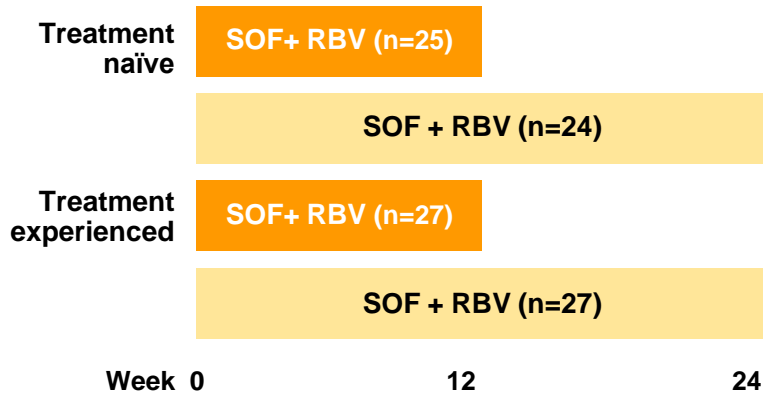 Treatment
naïve
SOF+ RBV (n=25)
SOF + RBV (n=24)
Treatment
experienced
SOF+ RBV (n=27)
SOF + RBV (n=27)
Week 0 12 24